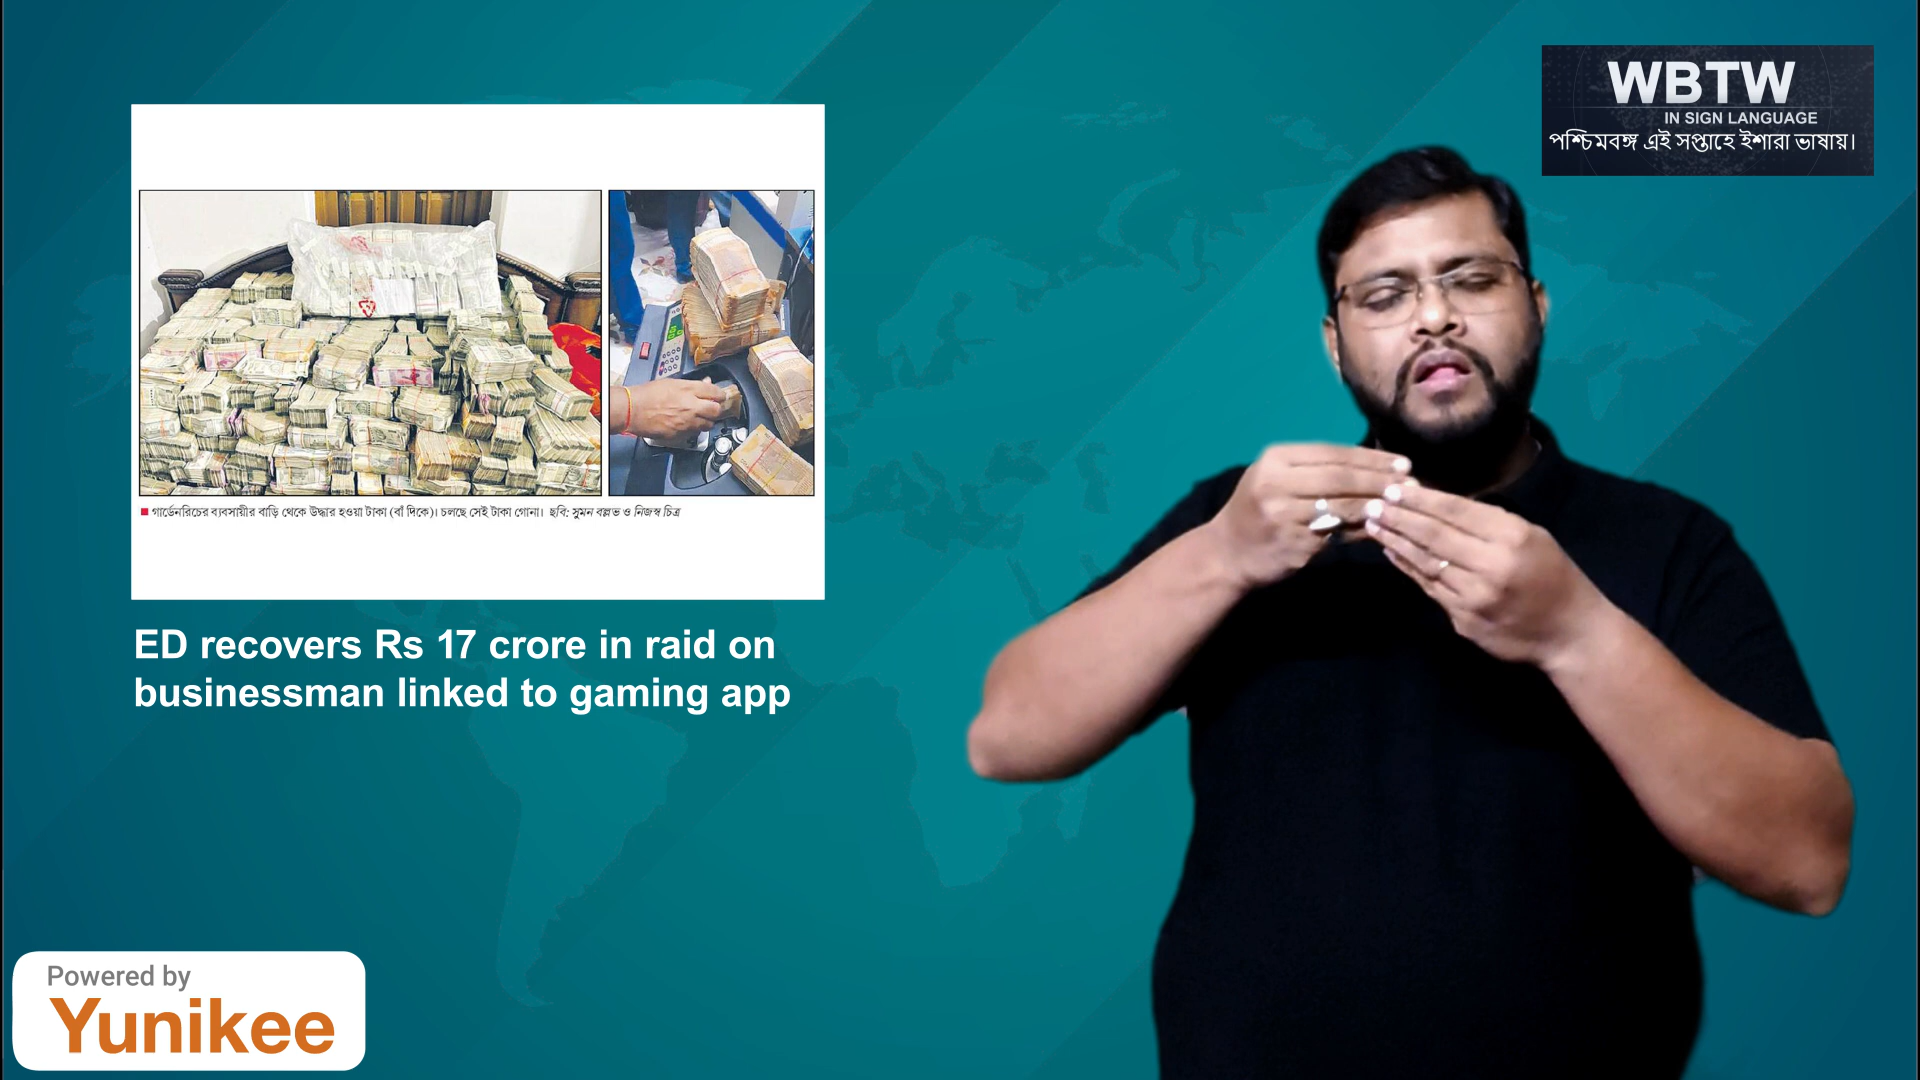 WBTW
IN SIGN LANGUAGE
পশ্চিমবঙ্গ এই সপ্তাহে ইশারা ভাষায়।
গার্ডেনরিচের ব্যবসায়ীর বাড়ি থেকে উদ্ধার হওয়া টাকা (বাঁ দিকে)। চলছে সেই টাকা গোনা। ছবি: সুমন বল্লভ ও নিজস্ব চিত্র
ED recovers Rs 17 crore in raid on
businessman linked to gaming app
Powered by
Yunikee